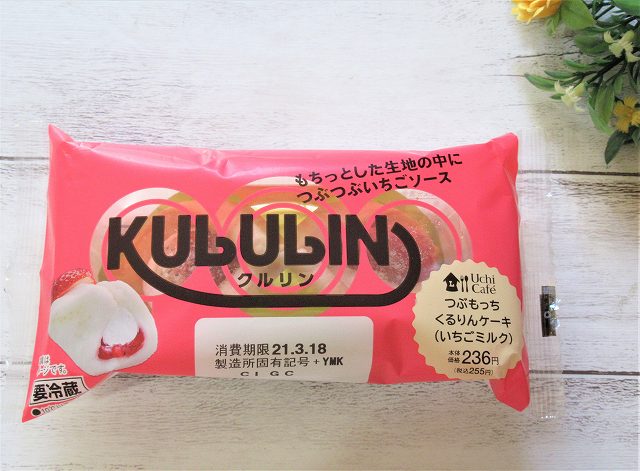 もちっとした生地の中に
つぶつぶいちごソース
KULULIN
クルリン
Uchi
Café
つぶもっち
くるりんケーキ
(いちごミルク)
本体
価格 236円
(税込255円)
消費期限 21.3.18
製造所固有記号 + YMK
要冷蔵